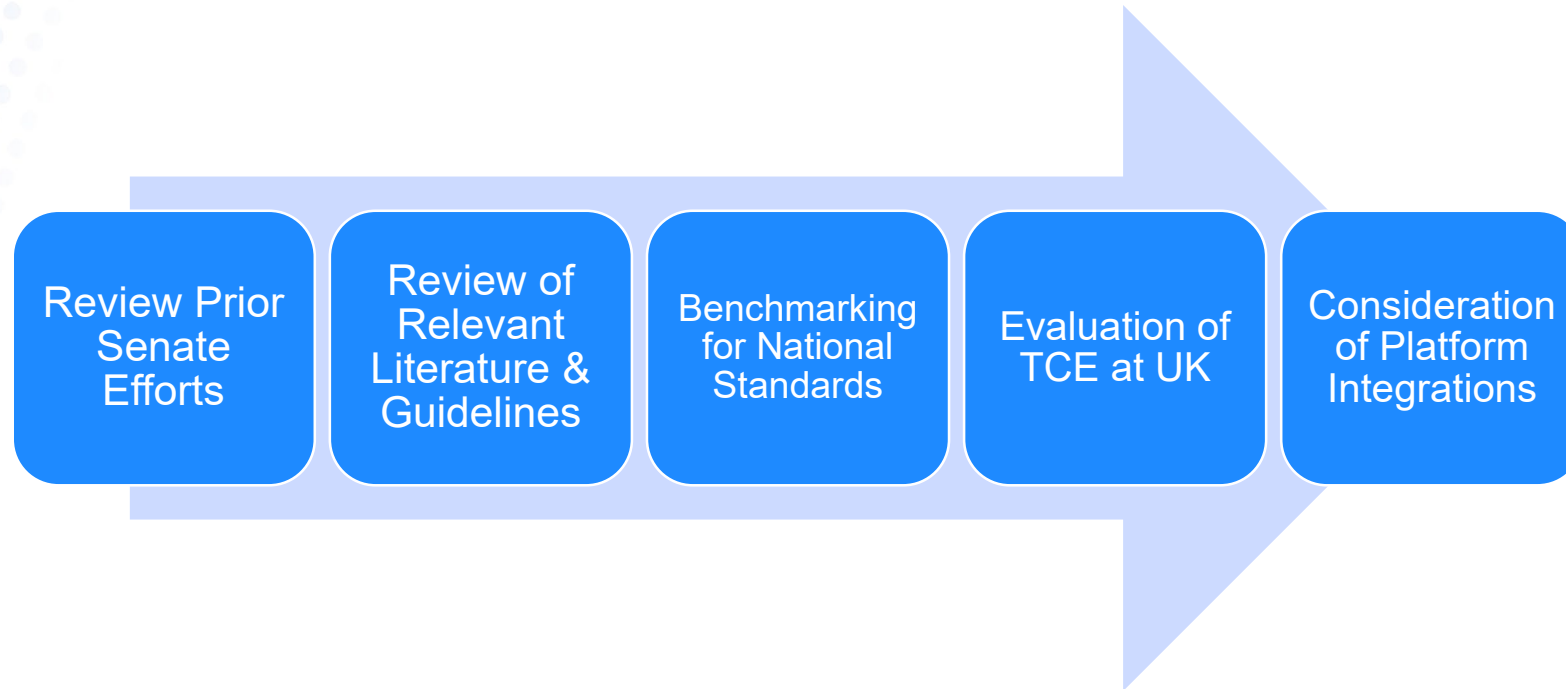 Review Prior
Senate
Efforts
Review of
Relevant
Literature &
Guidelines
Benchmarking
for National
Standards
Evaluation of
TCE at UK
Consideration
of Platform
Integrations